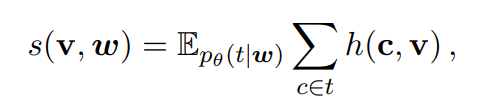 s(v, w) = 𝔼_{p_θ(t|w)} ∑_{c∈t} h(c, v) ,